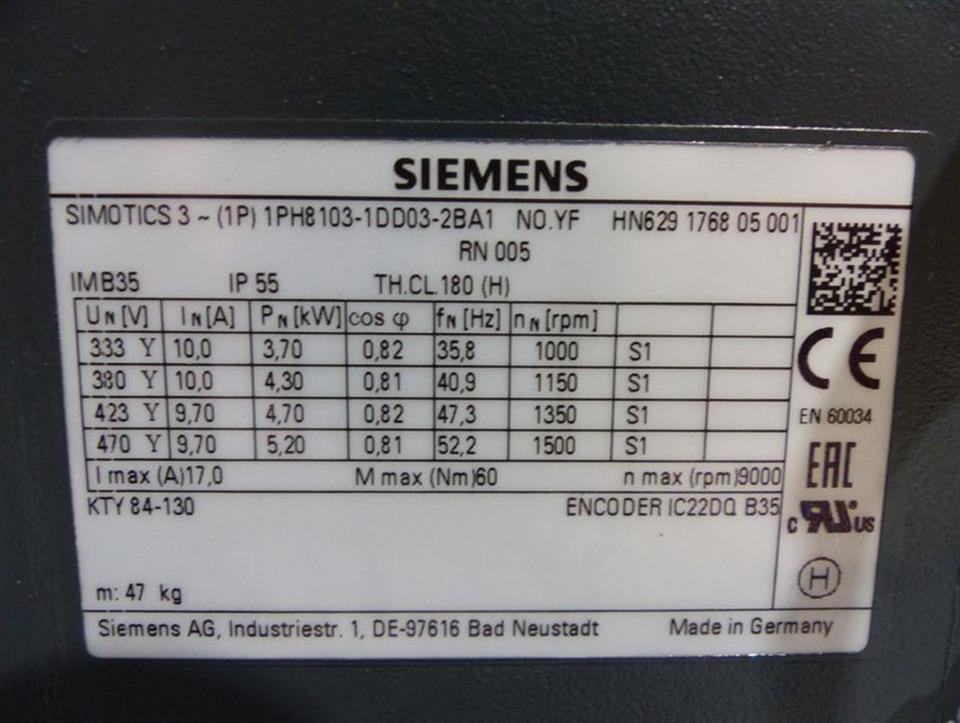 SIEMENS
SIMOTICS 3 ~ (1P) 1PH8103-1DD03-2BA1 NO.YF HN629 1768 05 001
RN 005
IMB35 IP 55 TH.CL.180 (H)
UN [V] IN [A] PN [kW] cos φ fN [Hz] nN [rpm]
333 Y 10,0 3,70 0,82 35,8 1000 S1
380 Y 10,0 4,30 0,81 40,9 1150 S1
423 Y 9,70 4,70 0,82 47,3 1350 S1
470 Y 9,70 5,20 0,81 52,2 1500 S1
I max (A)17,0 M max (Nm)60 n max (rpm)9000
KTY 84-130 ENCODER IC22DQ B35
m: 47 kg
Siemens AG, Industriestr. 1, DE-97616 Bad Neustadt Made in Germany
CE
EN 60034
EAC
c RU US
H